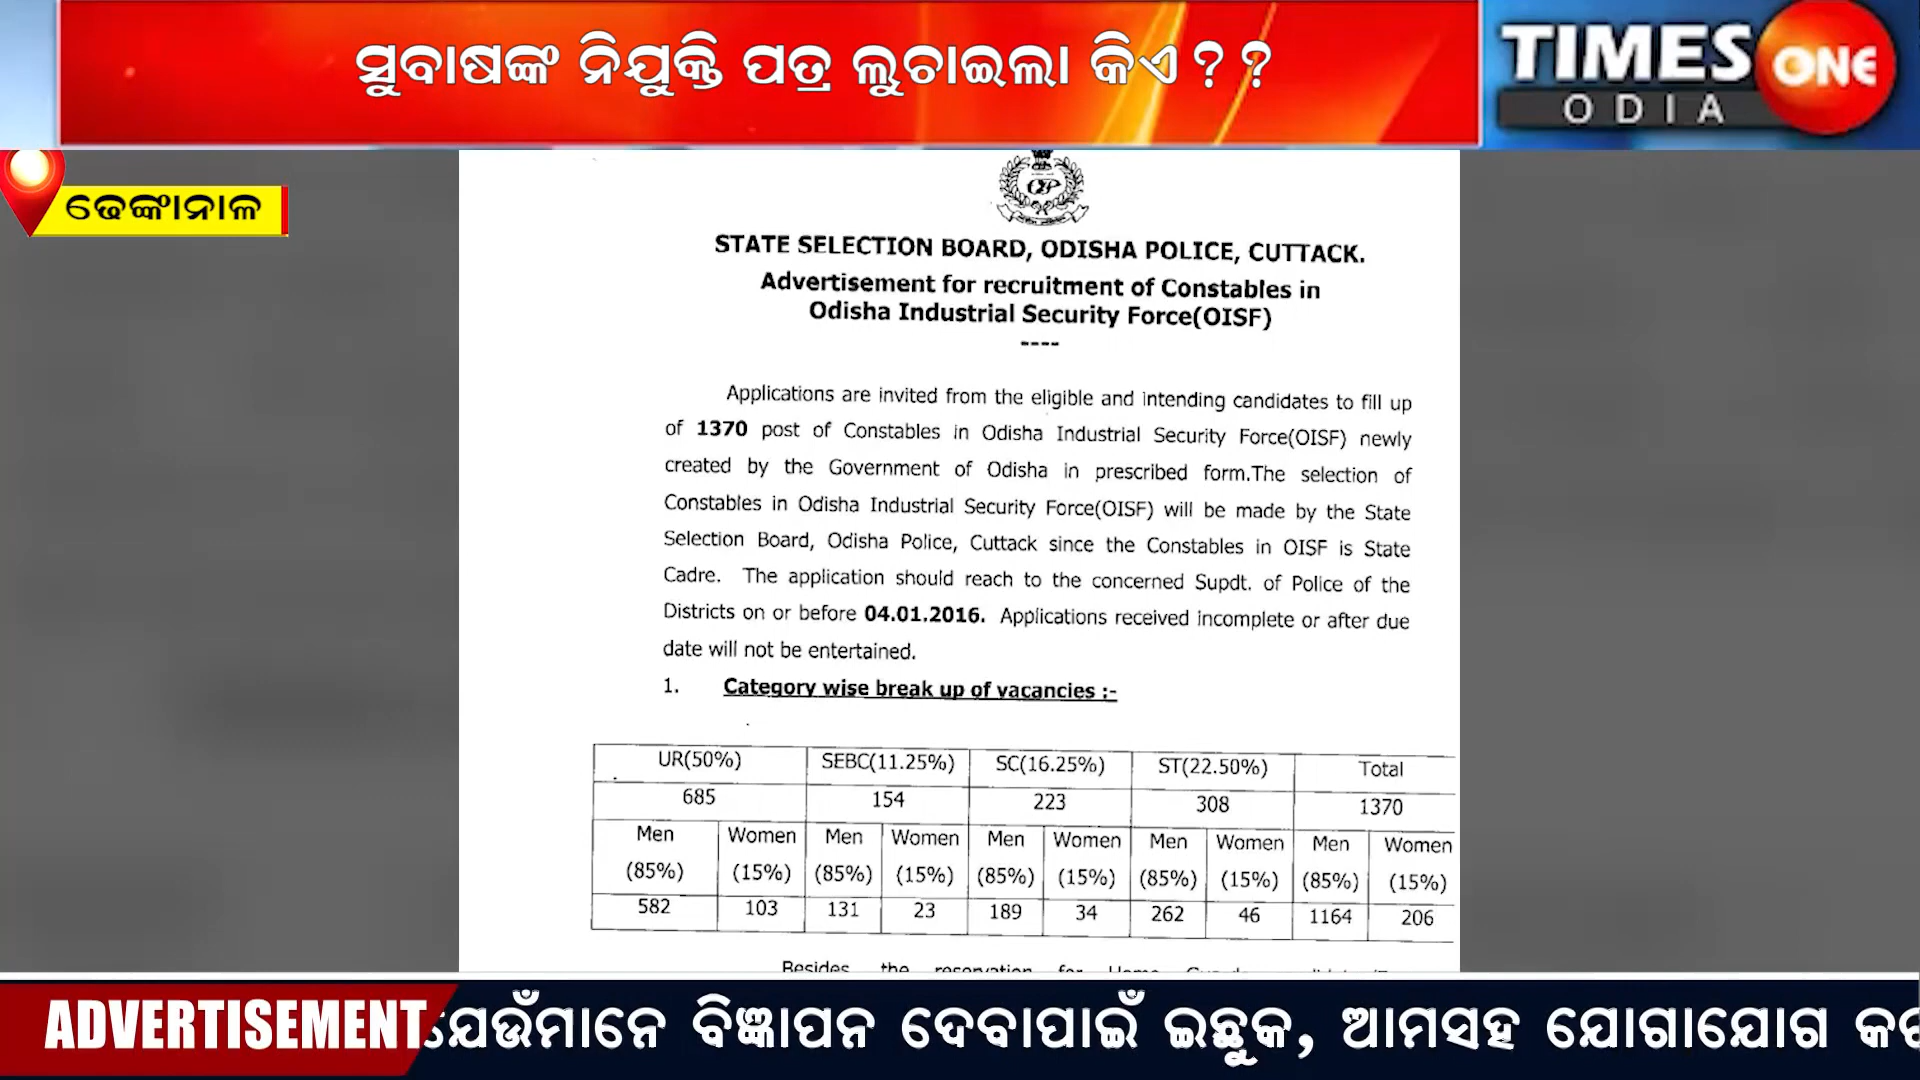 ସୁବାଷଙ୍କ ନିଯୁକ୍ତି ପତ୍ର ଲୁଚାଇଲା କିଏ ? ?
TIMES ONE
ODIA
ଢେଙ୍କାନାଳ
STATE SELECTION BOARD, ODISHA POLICE, CUTTACK.
Advertisement for recruitment of Constables in
Odisha Industrial Security Force(OISF)
----
Applications are invited from the eligible and intending candidates to fill up
of 1370 post of Constables in Odisha Industrial Security Force(OISF) newly
created by the Government of Odisha in prescribed form.The selection of
Constables in Odisha Industrial Security Force(OISF) will be made by the State
Selection Board, Odisha Police, Cuttack since the Constables in OISF is State
Cadre. The application should reach to the concerned Supdt. of Police of the
Districts on or before 04.01.2016. Applications received incomplete or after due
date will not be entertained.
1. Category wise break up of vacancies :-
UR(50%) SEBC(11.25%) SC(16.25%) ST(22.50%) Total
685 154 223 308 1370
Men Women Men Women Men Women Men Women Men Women
(85%) (15%) (85%) (15%) (85%) (15%) (85%) (15%) (85%) (15%)
582 103 131 23 189 34 262 46 1164 206
Besides the reservation for Home
ADVERTISEMENT ଯେଉଁମାନେ ବିଜ୍ଞାପନ ଦେବାପାଇଁ ଇଚ୍ଛୁକ, ଆମସହ ଯୋଗାଯୋଗ